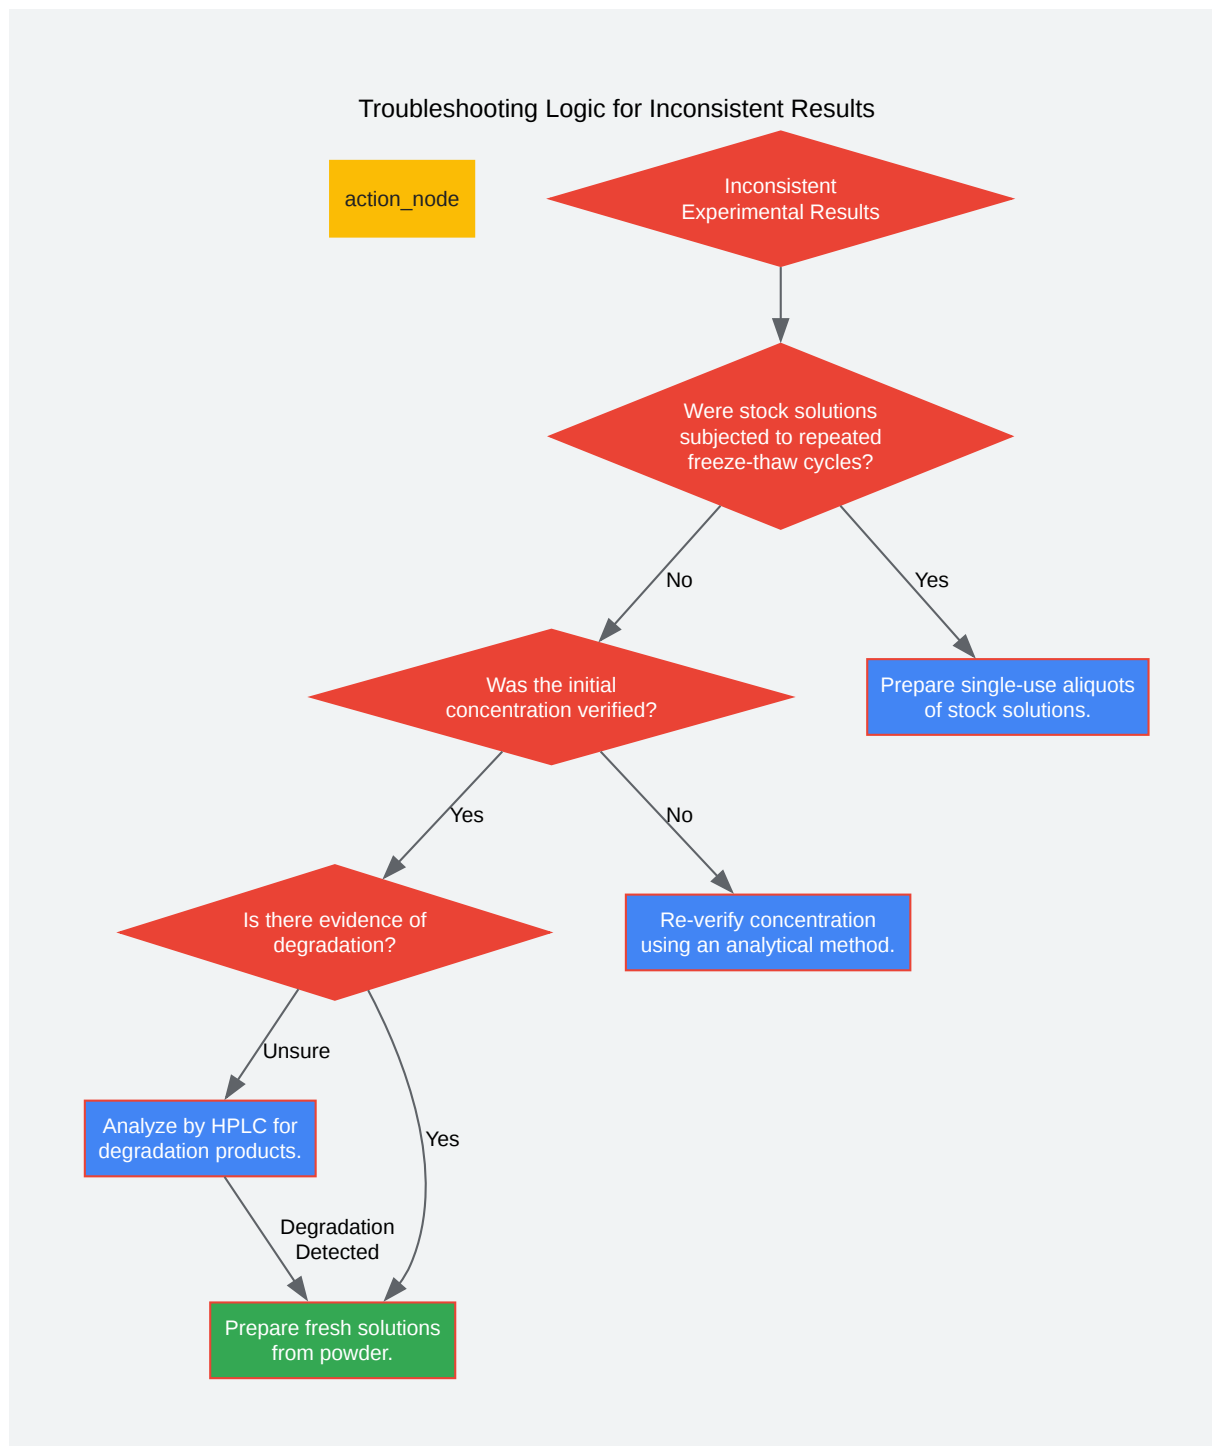 Troubleshooting Logic for Inconsistent Results
action_node
Inconsistent
Experimental Results
Were stock solutions
subjected to repeated
freeze-thaw cycles?
No
Yes
Was the initial
concentration verified?
Prepare single-use aliquots
of stock solutions.
Yes
No
Is there evidence of
degradation?
Re-verify concentration
using an analytical method.
Unsure
Analyze by HPLC for
degradation products.
Yes
Degradation
Detected
Prepare fresh solutions
from powder.